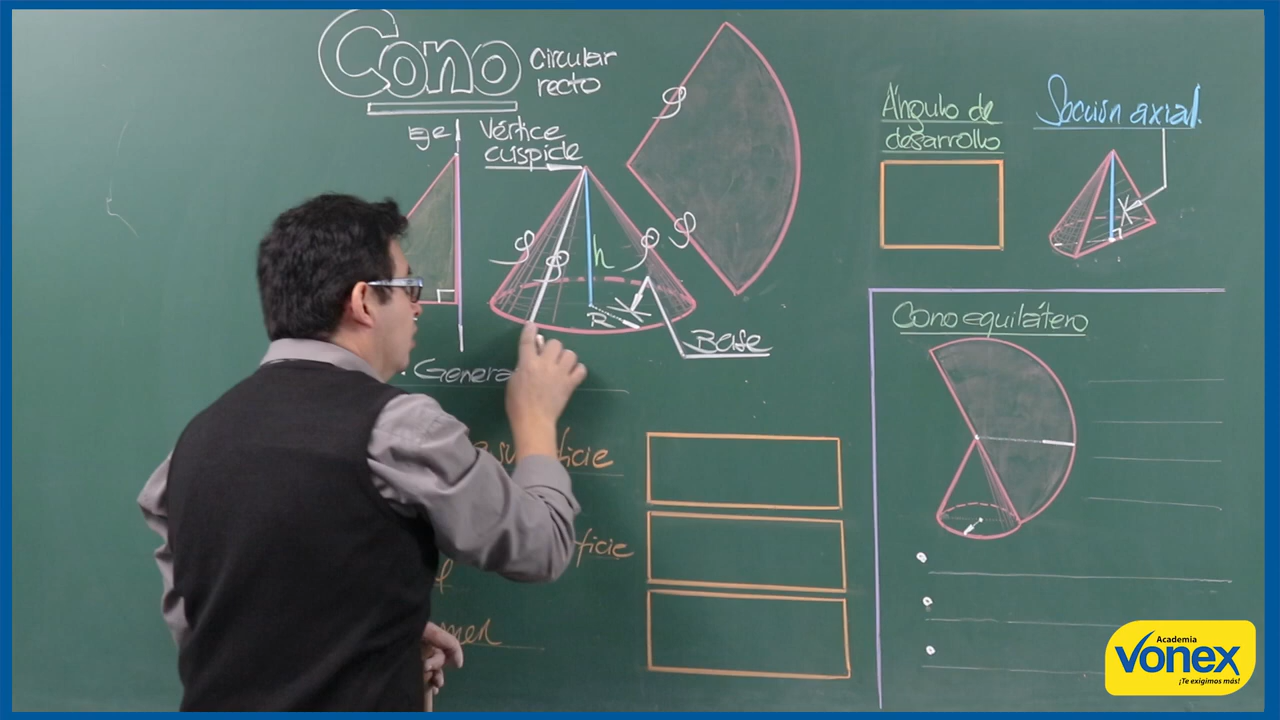 Cono
circular
recto
Eje
Vértice
cúspide
g
g
g
g
g
h
R
Base
superficie
Ángulo de
desarrollo
Sección axial
Cono equilátero
Academia
Vonex
¡Te exigimos más!